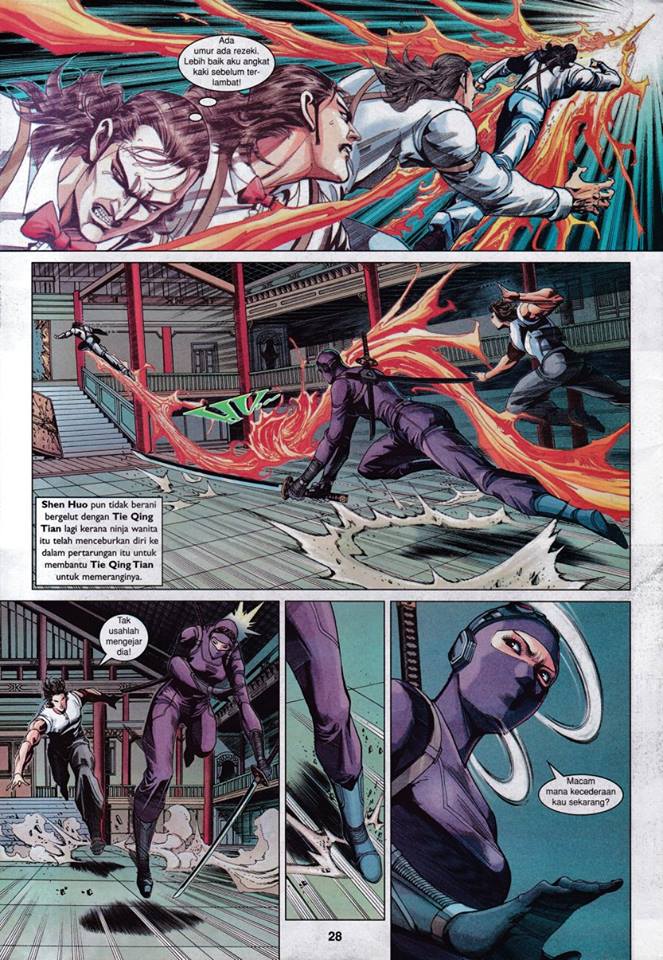 Ada
umur ada rezeki.
Lebih baik aku angkat
kaki sebelum ter-
lambat!
Shen Huo pun tidak berani
bergelut dengan Tie Qing
Tian lagi kerana ninja wanita
itu telah menceburkan diri ke
dalam pertarungan itu untuk
membantu Tie Qing Tian
untuk memeranginya.
Tak
usahlah
mengejar
dia!
Macam
mana kecederaan
kau sekarang?
28